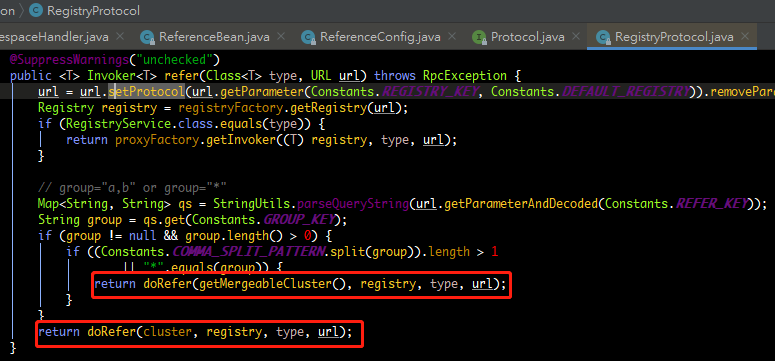 on  RegistryProtocol
espaceHandler.java  ReferenceBean.java  ReferenceConfig.java  Protocol.java  RegistryProtocol.java
@SuppressWarnings("unchecked")
public <T> Invoker<T> refer(Class<T> type, URL url) throws RpcException {
url = url.setProtocol(url.getParameter(Constants.REGISTRY_KEY, Constants.DEFAULT_REGISTRY)).removePara
Registry registry = registryFactory.getRegistry(url);
if (RegistryService.class.equals(type)) {
return proxyFactory.getInvoker((T) registry, type, url);
}
// group="a,b" or group="*"
Map<String, String> qs = StringUtils.parseQueryString(url.getParameterAndDecoded(Constants.REFER_KEY));
String group = qs.get(Constants.GROUP_KEY);
if (group != null && group.length() > 0) {
if ((Constants.COMMA_SPLIT_PATTERN.split(group)).length > 1
|| "*".equals(group)) {
return doRefer(getMergeableCluster(), registry, type, url);
}
}
return doRefer(cluster, registry, type, url);
}